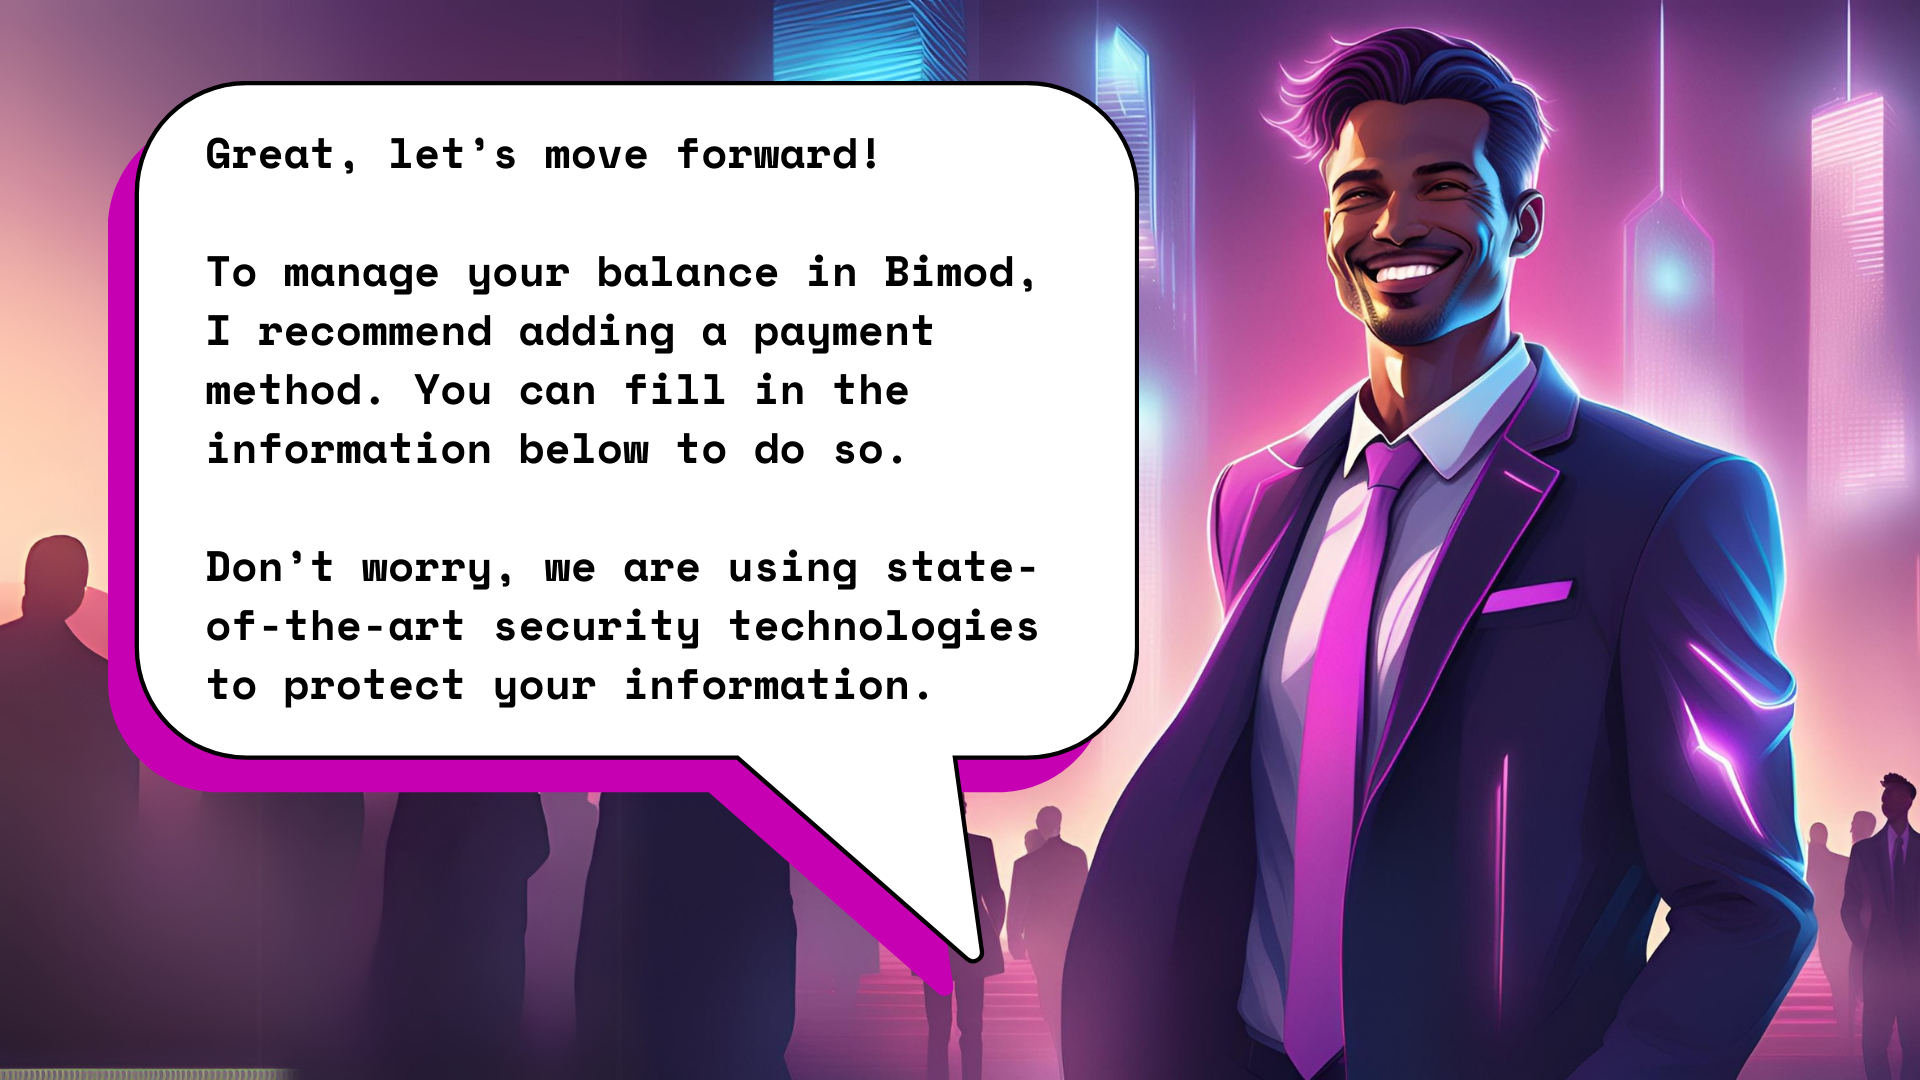 Great, let’s move forward!
To manage your balance in Bimod,
I recommend adding a payment
method. You can fill in the
information below to do so.
Don’t worry, we are using state-
of-the-art security technologies
to protect your information.